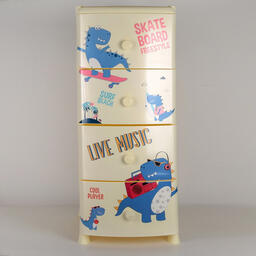 SKATE
BOARD
FREESTYLE
SURF
BEACH
LIVE MUSIC
COOL
PLAYER